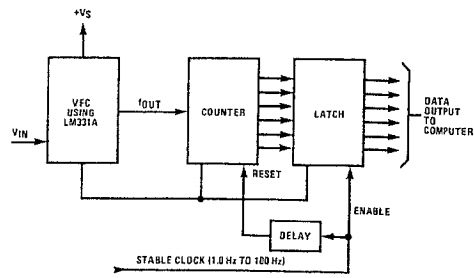 +VS
VFC
USING
LM331A
fOUT
VIN
COUNTER
LATCH
DATA
OUTPUT
TO
COMPUTER
RESET
ENABLE
DELAY
STABLE CLOCK (1.0 Hz TO 100 Hz)